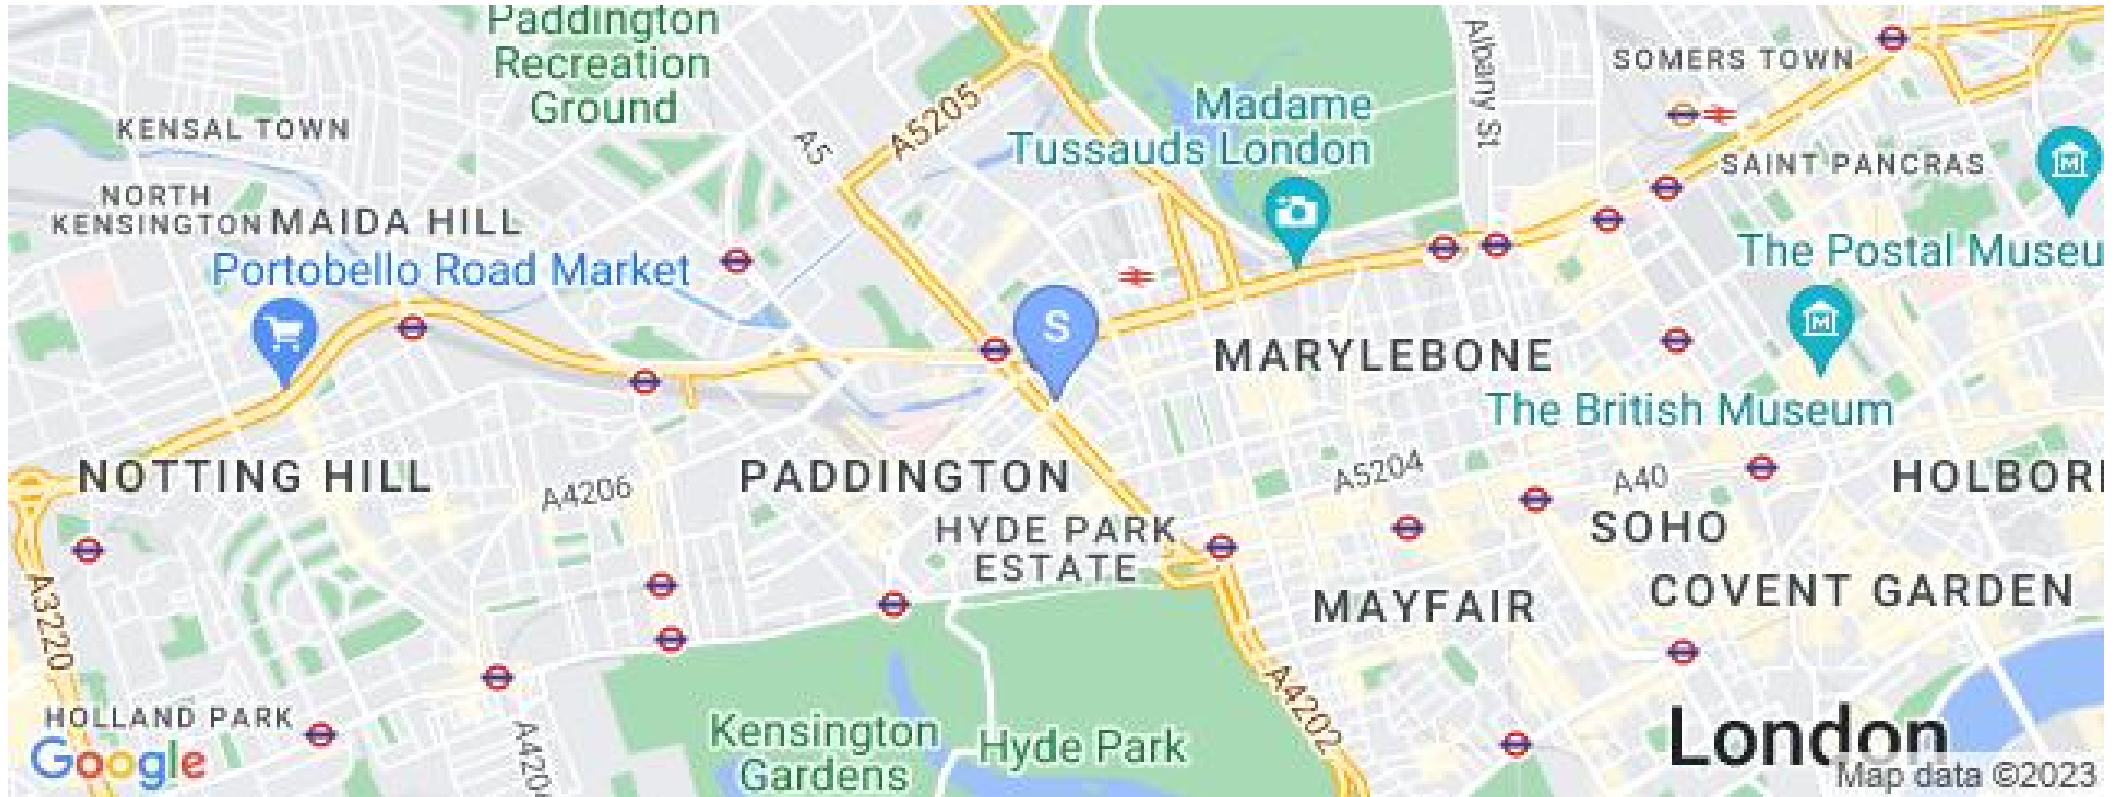 Paddington
Recreation
Ground
KENSAL TOWN
A5
A5205
Albany St
SOMERS TOWN
Madame
Tussauds London
SAINT PANCRAS
NORTH
KENSINGTON
MAIDA HILL
Portobello Road Market
The Postal Museu
S
MARYLEBONE
M
M
The British Museum
NOTTING HILL
A4206
PADDINGTON
A5204
A40
HOLBOR
HYDE PARK
ESTATE
SOHO
A3220
MAYFAIR
COVENT GARDEN
A4202
HOLLAND PARK
A420
Kensington
Gardens
Hyde Park
London
Google
Map data ©2023